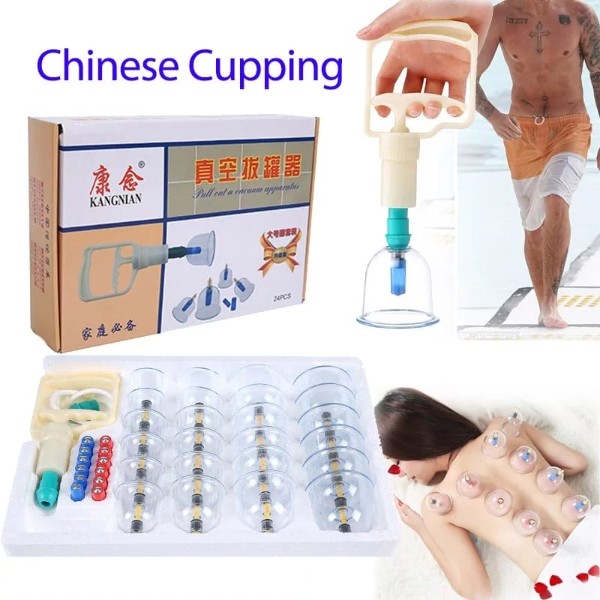 Chinese Cupping
康念®
KANGNIAN
真空拔罐器
Pull out a vacuum apparatus
24PCS
家庭必备